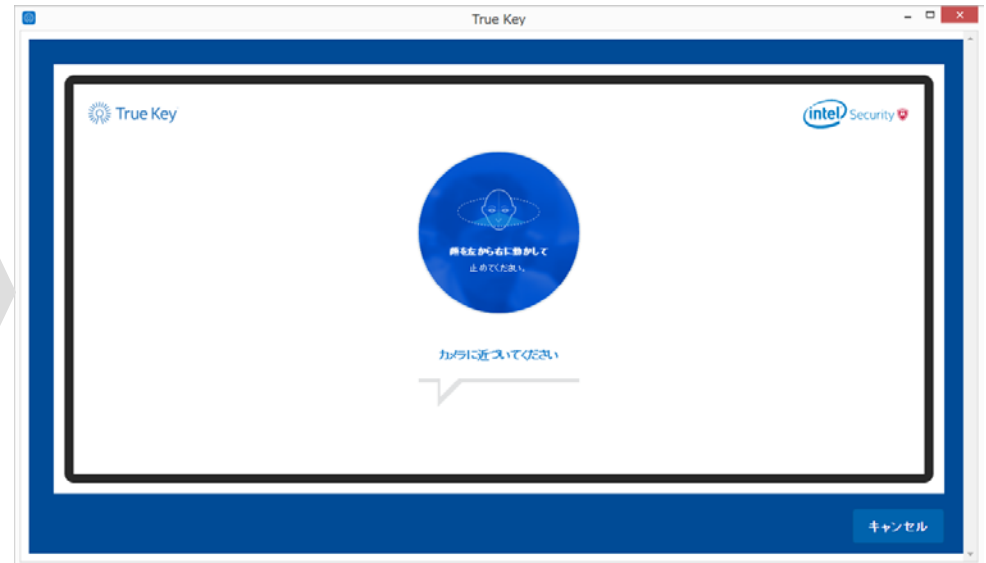 True Key
True Key
intel Security
顔を左から右に動かして
止めてください。
カメラに近づいてください
キャンセル